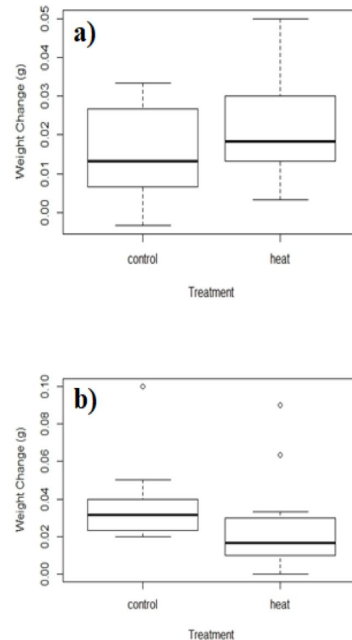 a)
Weight Change (g)
0.05
0.04
0.03
0.02
0.01
0.00
control heat
Treatment
b)
Weight Change (g)
0.10
0.08
0.06
0.04
0.02
0.00
control heat
Treatment